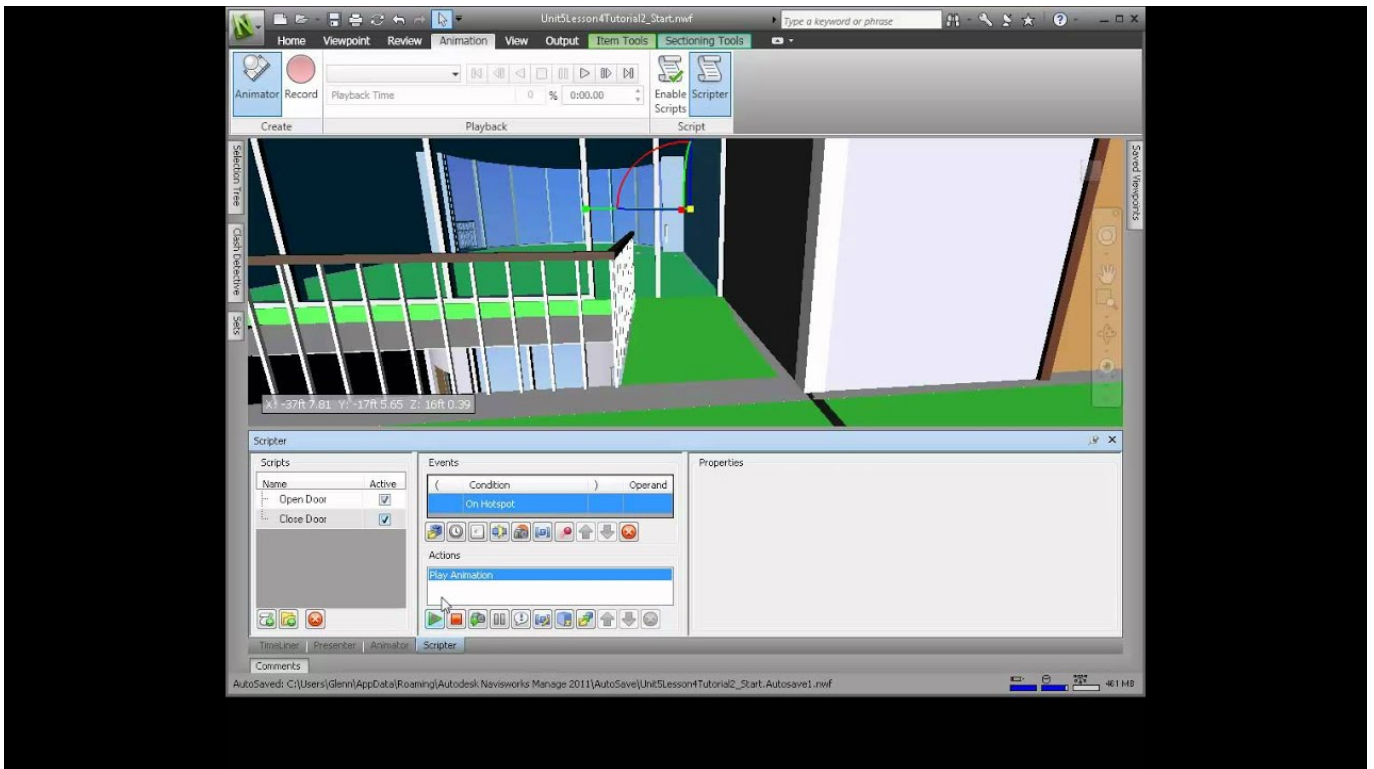 Unit5Lesson4Tutorial2_Start.nwf
Type a keyword or phrase
Home Viewpoint Review Animation View Output Item Tools Sectioning Tools
Animator Record
Playback Time 0 % 0:00.00
Enable Scripts
Scripter
Create Playback Script
Selection Tree
Clash Detective
Sets
Saved Viewpoints
X: -37ft 7.81 Y: -17ft 5.65 Z: 16ft 0.39
Scripter
Scripts
Name Active
Open Door
Close Door
Events
( Condition ) Operand
On Hotspot
Actions
Play Animation
Properties
TimeLiner Presenter Animator Scripter
Comments
AutoSaved: C:\Users\Glenn\AppData\Roaming\Autodesk Navisworks Manage 2011\AutoSave\Unit5Lesson4Tutorial2_Start.Autosave1.nwf
461 MB